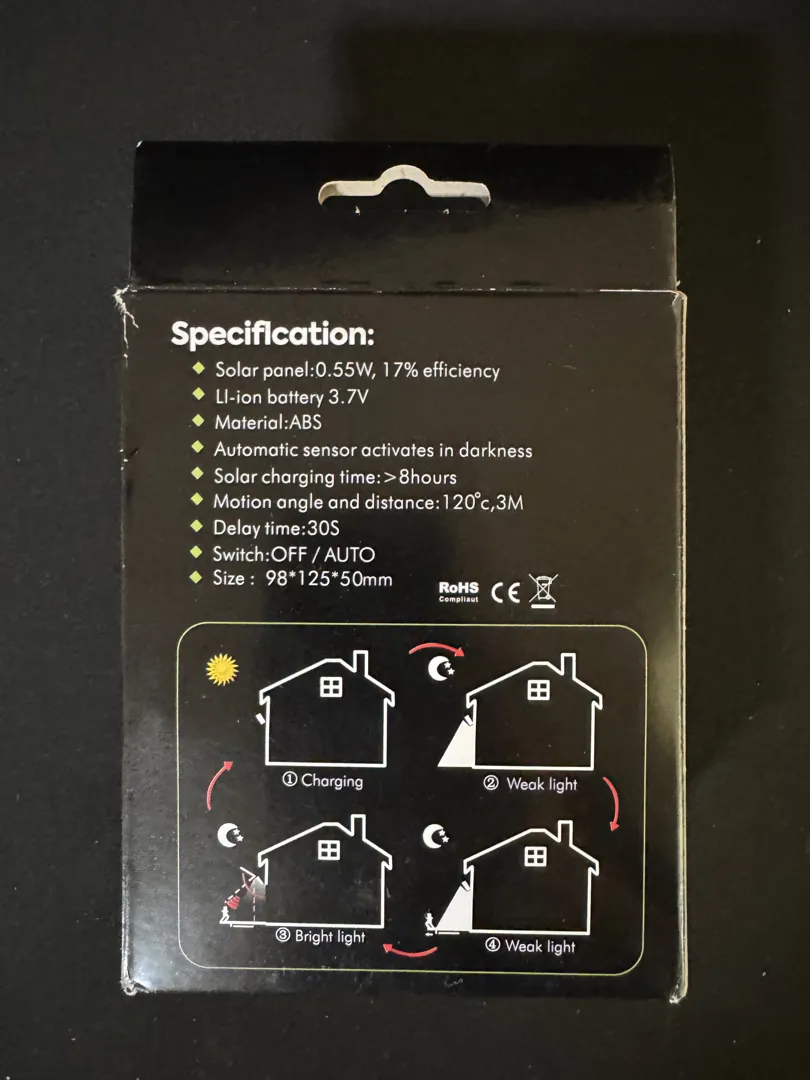 Specification:
Solar panel:0.55W, 17% efficiency
LI-ion battery 3.7V
Material:ABS
Automatic sensor activates in darkness
Solar charging time:>8hours
Motion angle and distance:120°c,3M
Delay time:30S
Switch:OFF / AUTO
Size : 98*125*50mm
RoHS
Compliaut
CE
① Charging
② Weak light
③ Bright light
④ Weak light